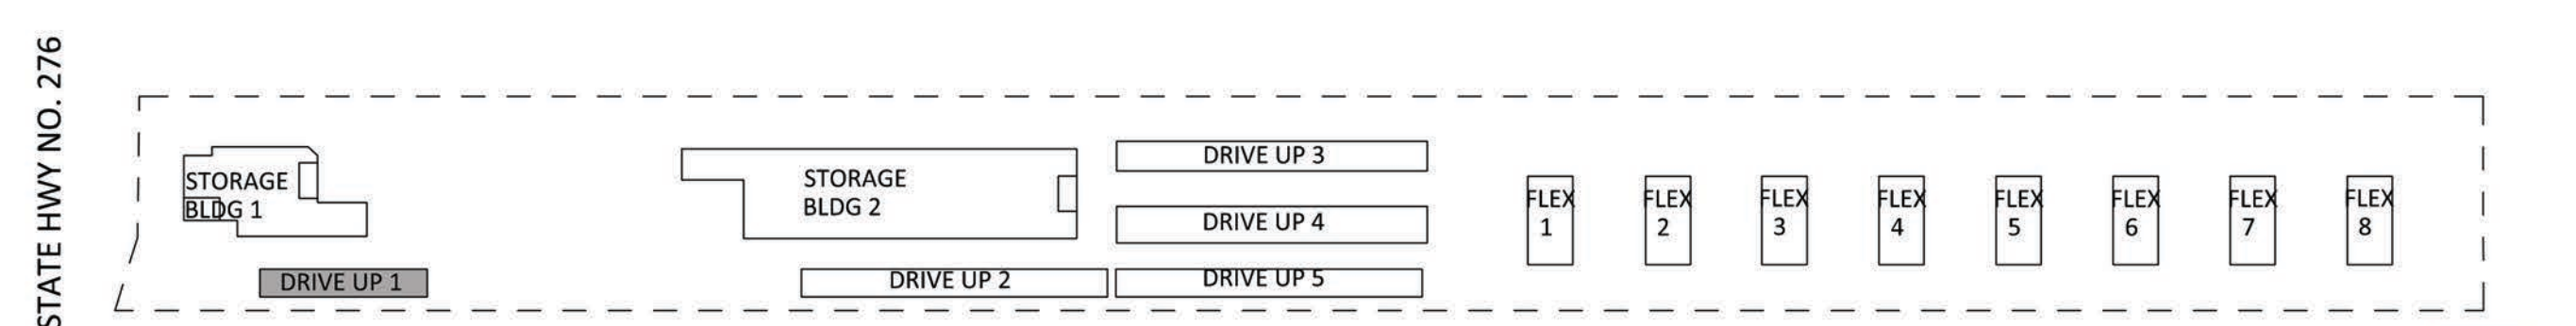 STATE HWY NO. 276
STORAGE
BLDG 1
DRIVE UP 1
STORAGE
BLDG 2
DRIVE UP 2
DRIVE UP 3
DRIVE UP 4
DRIVE UP 5
FLEX
1
FLEX
2
FLEX
3
FLEX
4
FLEX
5
FLEX
6
FLEX
7
FLEX
8